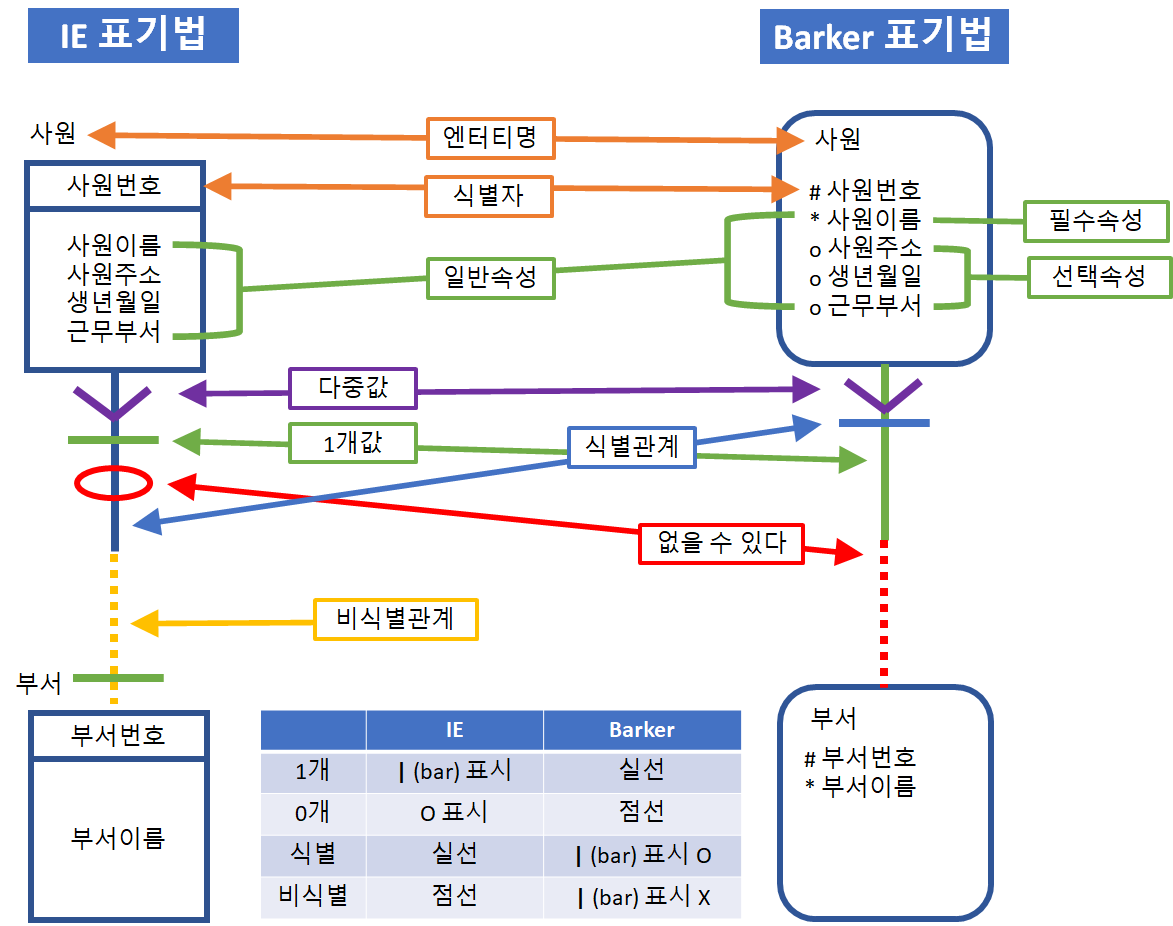 IE 표기법
Barker 표기법
사원
엔터티명
사원
사원번호
식별자
# 사원번호
* 사원이름
필수속성
사원이름
사원주소
생년월일
근무부서
일반속성
o 사원주소
o 생년월일
o 근무부서
선택속성
다중값
1개값
식별관계
없을 수 있다
비식별관계
부서
부서번호
부서이름
IE Barker
1개 | (bar) 표시 실선
0개 O 표시 점선
식별 실선 | (bar) 표시 O
비식별 점선 | (bar) 표시 X
부서
# 부서번호
* 부서이름